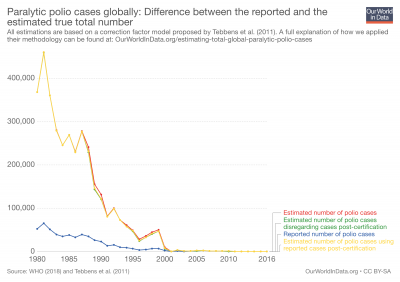 Paralytic polio cases globally: Difference between the reported and the
estimated true total number
Our World
in Data
All estimations are based on a correction factor model proposed by Tebbens et al. (2011). A full explanation of how we applied
their methodology can be found at: OurWorldInData.org/estimating-total-global-paralytic-polio-cases
400,000
300,000
200,000
100,000
0
1980
1985
1990
1995
2000
2005
2010
2016
Estimated number of polio cases
Estimated number of polio cases
disregarding cases post-certification
Reported number of polio cases
Estimated number of polio cases using
reported cases post-certification
Source: WHO (2018) and Tebbens et al. (2011)
OurWorldInData.org • CC BY-SA